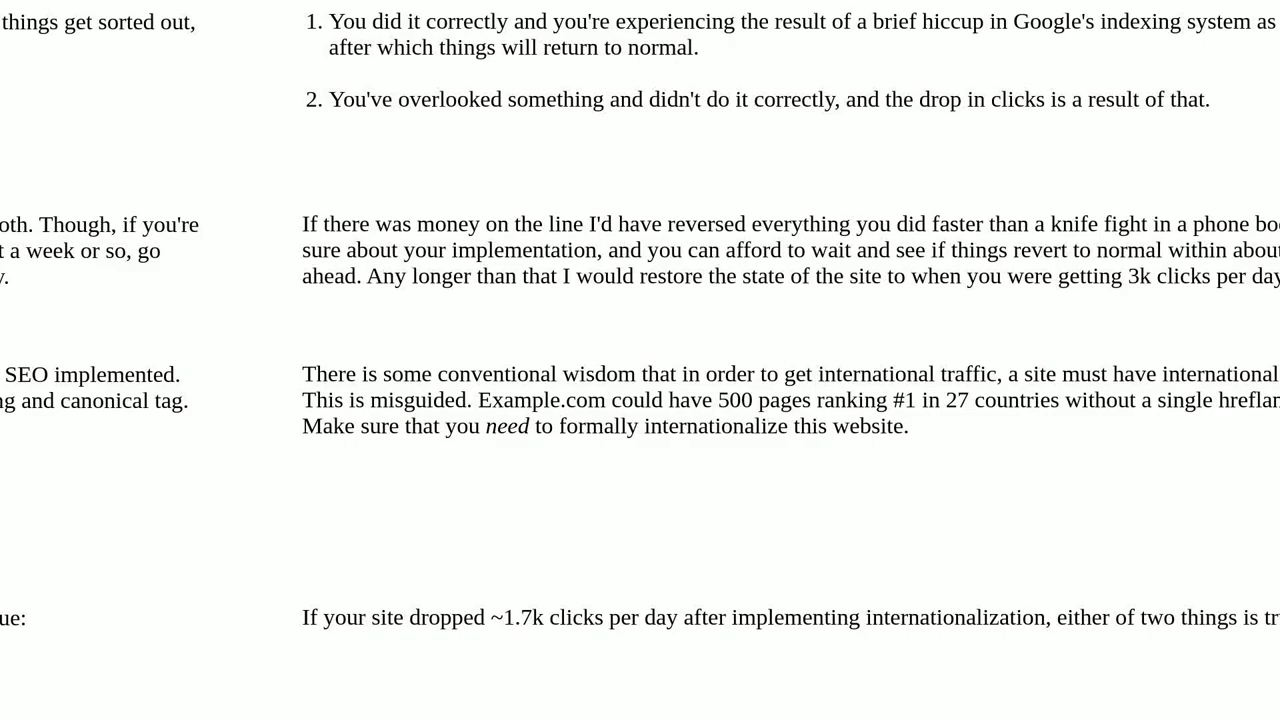 things get sorted out,
oth. Though, if you're
t a week or so, go
y.
SEO implemented.
ng and canonical tag.
ue:
1. You did it correctly and you're experiencing the result of a brief hiccup in Google's indexing system as
after which things will return to normal.
2. You've overlooked something and didn't do it correctly, and the drop in clicks is a result of that.
If there was money on the line I'd have reversed everything you did faster than a knife fight in a phone bo
sure about your implementation, and you can afford to wait and see if things revert to normal within about
ahead. Any longer than that I would restore the state of the site to when you were getting 3k clicks per day
There is some conventional wisdom that in order to get international traffic, a site must have international
This is misguided. Example.com could have 500 pages ranking #1 in 27 countries without a single hreflan
Make sure that you need to formally internationalize this website.
If your site dropped ~1.7k clicks per day after implementing internationalization, either of two things is tr